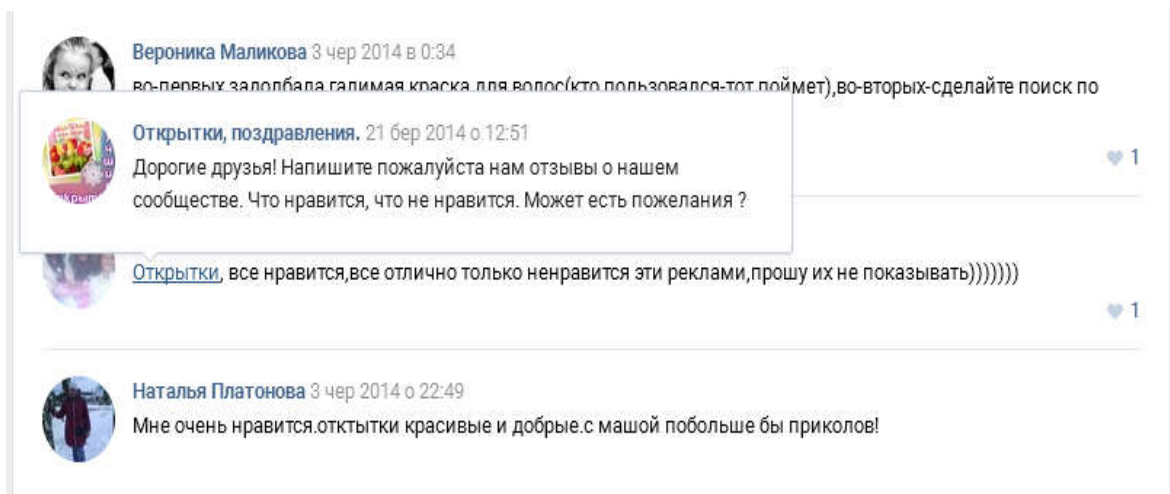 Вероника Маликова 3 чер 2014 в 0:34
во-первых задолбала галимая краска для волос(кто пользовался-тот поймет),во-вторых-сделайте поиск по
Открытки, поздравления. 21 бер 2014 о 12:51
Дорогие друзья! Напишите пожалуйста нам отзывы о нашем
1
сообществе. Что нравится, что не нравится. Может есть пожелания ?
Открытки, все нравится,все отлично только ненравится эти реклами,прошу их не показывать)))))))
1
Наталья Платонова 3 чер 2014 о 22:49
Мне очень нравится.отктытки красивые и добрые.с машой побольше бы приколов!